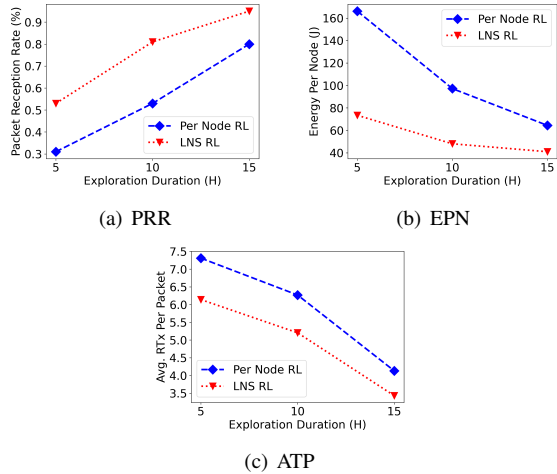 Packet Reception Rate (%)
0.9
0.8
0.7
0.6
0.5
0.4
0.3
Per Node RL
LNS RL
5 10 15
Exploration Duration (H)
(a) PRR
Energy Per Node (J)
160
140
120
100
80
60
40
Per Node RL
LNS RL
5 10 15
Exploration Duration (H)
(b) EPN
Avg. RTx Per Packet
7.5
7.0
6.5
6.0
5.5
5.0
4.5
4.0
3.5
Per Node RL
LNS RL
5 10 15
Exploration Duration (H)
(c) ATP